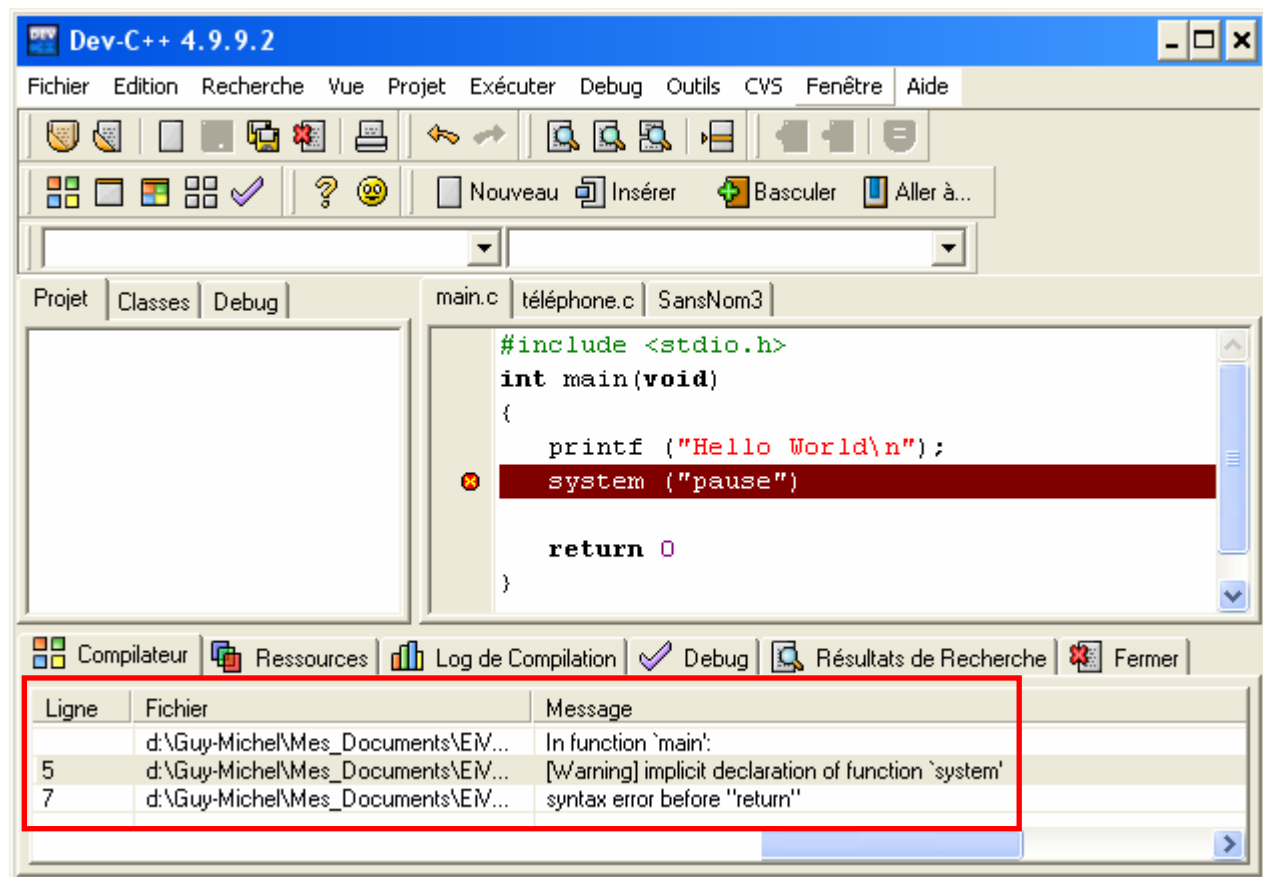 Dev-C++ 4.9.9.2
Fichier Edition Recherche Vue Projet Exécuter Debug Outils CVS Fenêtre Aide
Nouveau Insérer Basculer Aller à...
Projet Classes Debug
main.c téléphone.c SansNom3
#include <stdio.h>
int main(void)
{
printf ("Hello World\n");
system ("pause")
return 0
}
Compilateur Ressources Log de Compilation Debug Résultats de Recherche Fermer
Ligne Fichier Message
d:\Guy-Michel\Mes_Documents\EiV... In function `main':
5 d:\Guy-Michel\Mes_Documents\EiV... [Warning] implicit declaration of function `system'
7 d:\Guy-Michel\Mes_Documents\EiV... syntax error before "return"